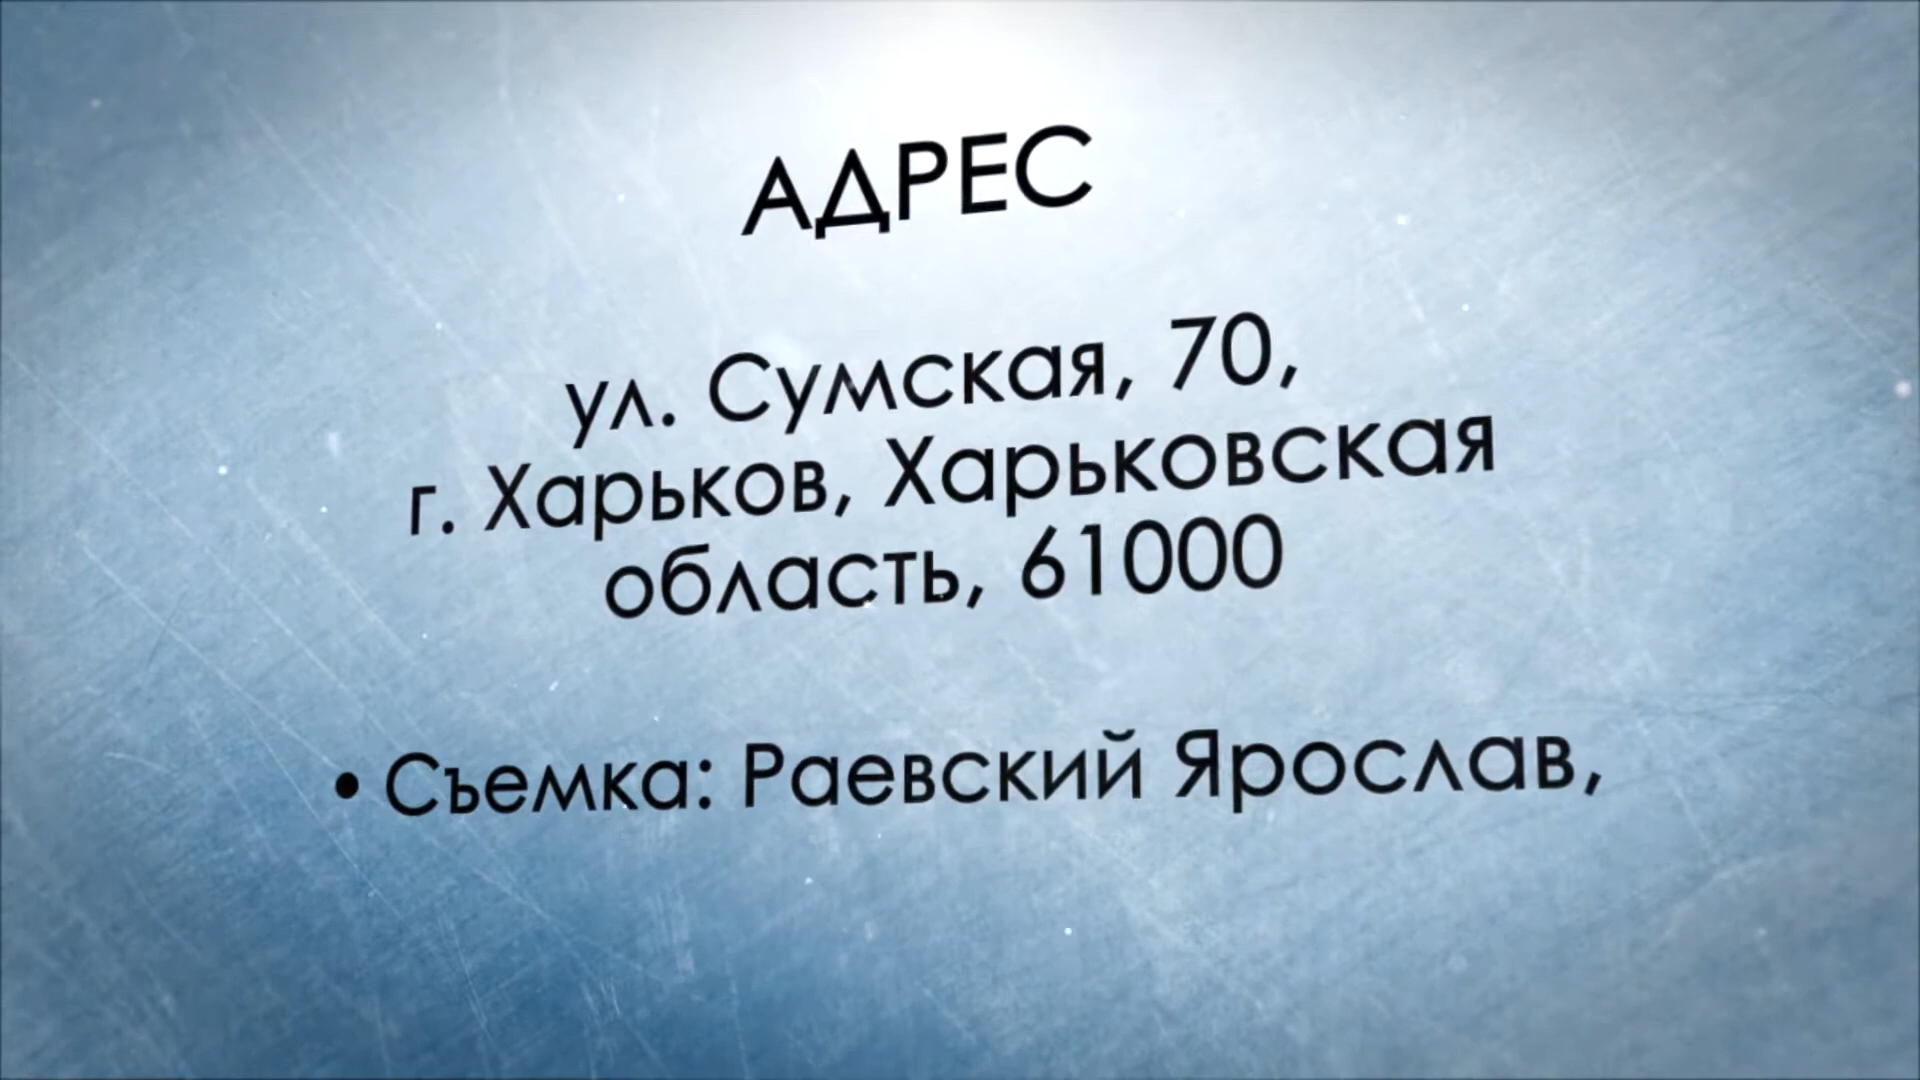 АДРЕС
ул. Сумская, 70,
г. Харьков, Харьковская
область, 61000
• Съемка: Раевский Ярослав,